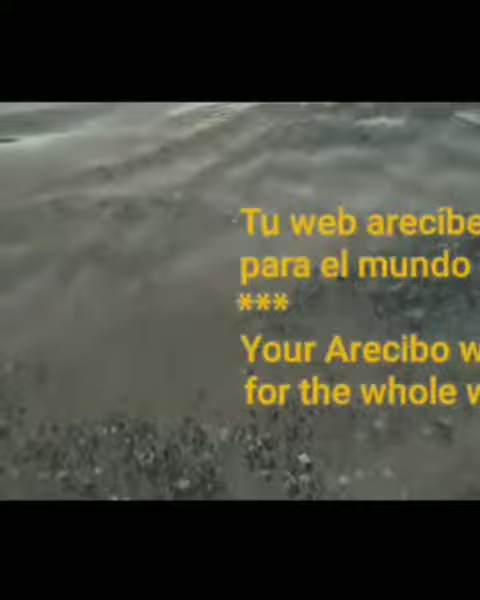 Tu web arecibe
para el mundo
***
Your Arecibo w
for the whole w